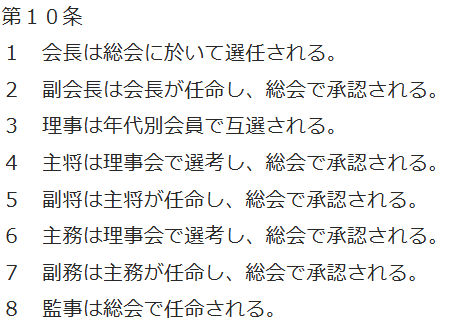 第１０条
１　会長は総会に於いて選任される。
２　副会長は会長が任命し、総会で承認される。
３　理事は年代別会員で互選される。
４　主将は理事会で選考し、総会で承認される。
５　副将は主将が任命し、総会で承認される。
６　主務は理事会で選考し、総会で承認される。
７　副務は主務が任命し、総会で承認される。
８　監事は総会で任命される。